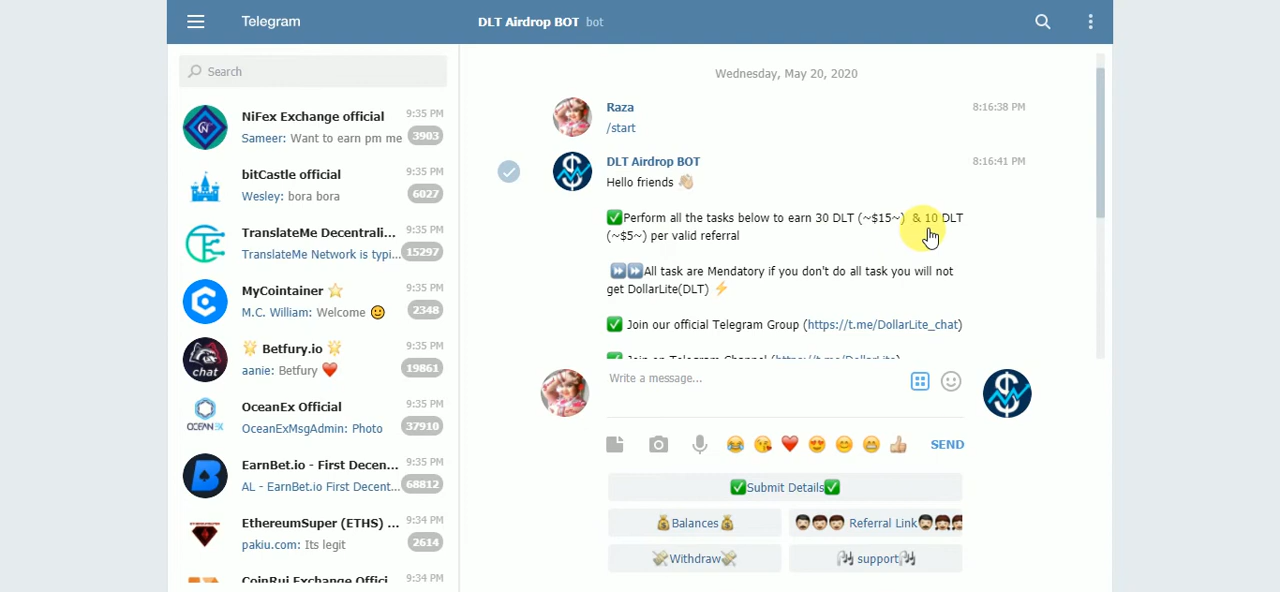 Telegram
DLT Airdrop BOT bot
Search
NiFex Exchange official 9:35 PM
Sameer: Want to earn pm me 3903
bitCastle official 9:35 PM
Wesley: bora bora 6027
TranslateMe Decentrali... 9:35 PM
TranslateMe Network is typi... 15297
MyCointainer ⭐ 9:35 PM
M.C. William: Welcome 🙂 2348
🌟 Betfury.io 🌟 9:35 PM
chat
aanie: Betfury ❤️ 19861
OceanEx Official 9:35 PM
OCEANEX
OceanExMsgAdmin: Photo 37910
EarnBet.io - First Decen... 9:35 PM
AL - EarnBet.io First Decent... 68812
EthereumSuper (ETHS) ... 9:34 PM
pakiu.com: Its legit 2614
CoinRui Exchange Offici 9:34 PM
Wednesday, May 20, 2020
Raza 8:16:38 PM
/start
DLT Airdrop BOT 8:16:41 PM
Hello friends 👋🏼
✅Perform all the tasks below to earn 30 DLT (~$15~) & 10 DLT
(~$5~) per valid referral
⏩⏩All task are Mendatory if you don't do all task you will not
get DollarLite(DLT) ⚡
✅ Join our official Telegram Group (https://t.me/DollarLite_chat)
✅ Join on Telegram Channel (https://t.me/DollarLite)
Write a message...
SEND
✅Submit Details✅
💰Balances💰
Referral Link
💸Withdraw💸
🎧support🎧